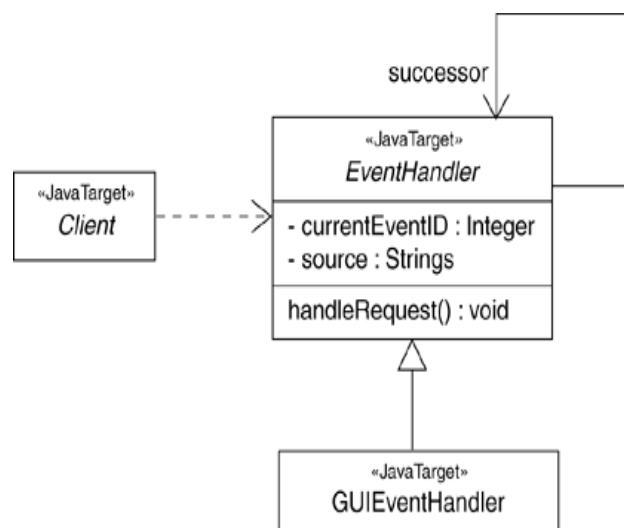 successor
«JavaTarget»
EventHandler
«JavaTarget»
Client
- currentEventID : Integer
- source : Strings
handleRequest() : void
«JavaTarget»
GUIEventHandler